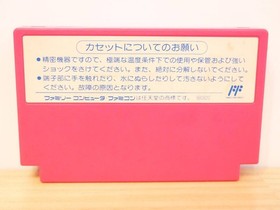 カセットについてのお願い
●精密機器ですので、極端な温度条件下での使用や保管および強い
ショックをさけてください。また、絶対に分解しないでください。
●端子部に手を触れたり、水にぬらしたりして汚さないようにして
ください。故障の原因となります。
ファミリーコンピュータ ファミコンは任天堂の商標です。